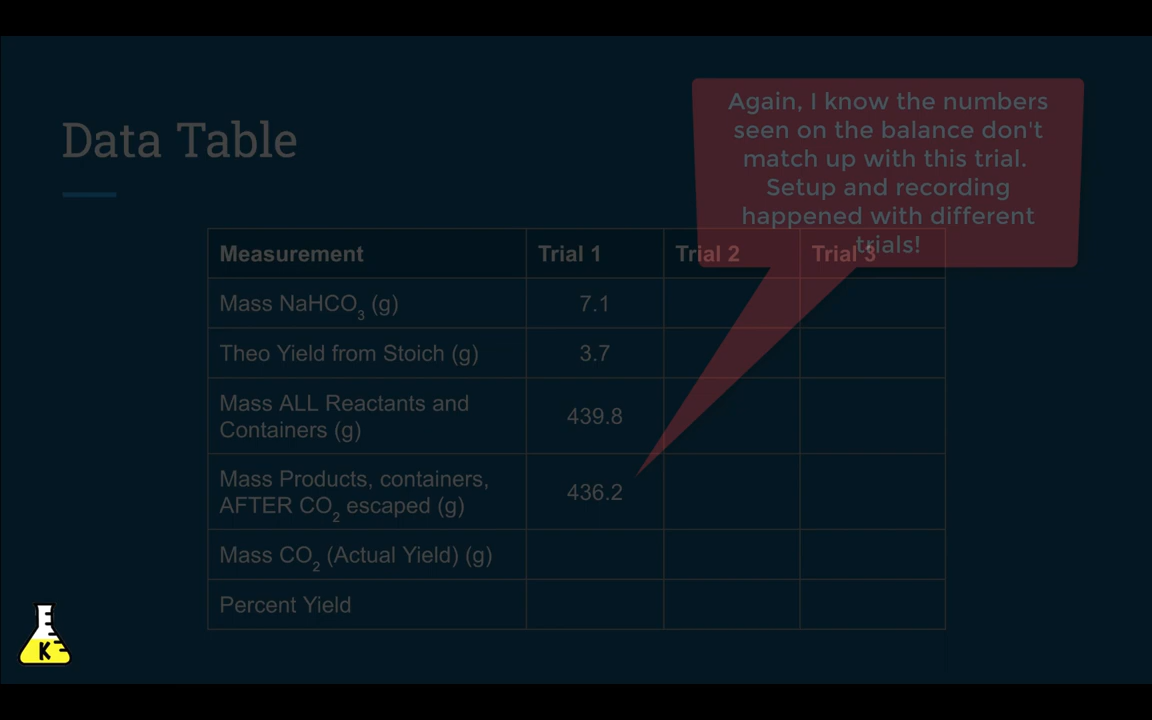 Again, I know the numbers
seen on the balance don't
match up with this trial.
Setup and recording
happened with different
trials!
Data Table
Measurement Trial 1 Trial 2 Trial 3
Mass NaHCO₃ (g) 7.1
Theo Yield from Stoich (g) 3.7
Mass ALL Reactants and
Containers (g) 439.8
Mass Products, containers,
AFTER CO₂ escaped (g) 436.2
Mass CO₂ (Actual Yield) (g)
Percent Yield
E
K